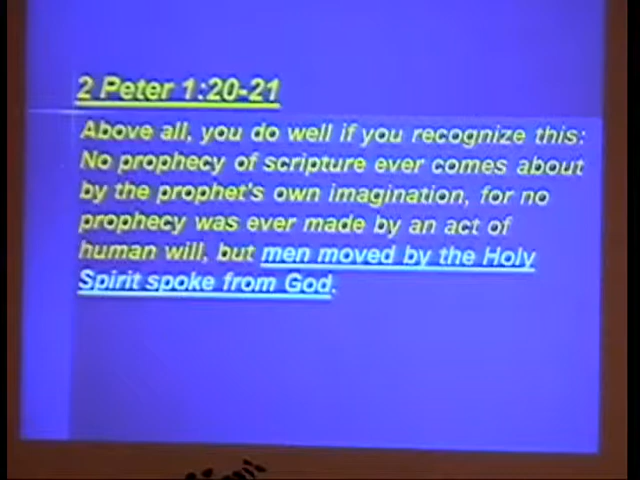 2 Peter 1:20-21
Above all, you do well if you recognize this:
No prophecy of scripture ever comes about
by the prophet's own imagination, for no
prophecy was ever made by an act of
human will, but men moved by the Holy
Spirit spoke from God.